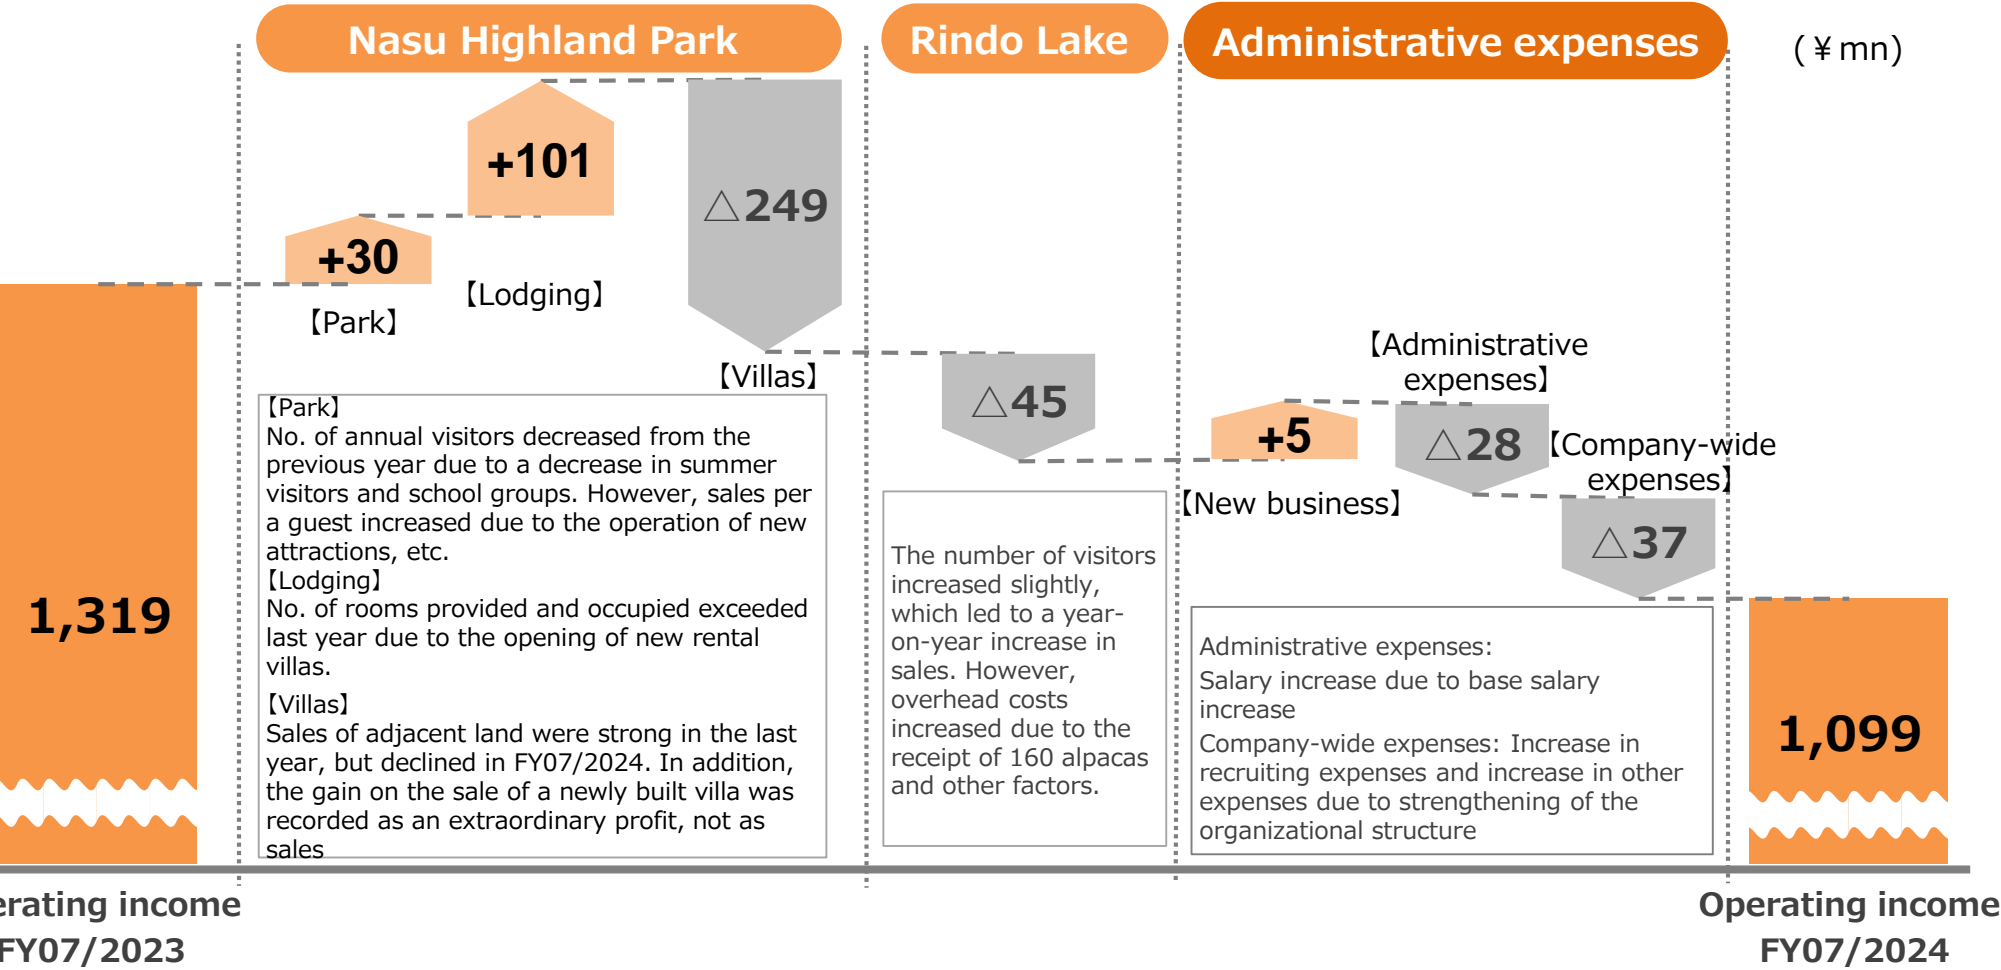 Nasu Highland Park
Rindo Lake
Administrative expenses
(¥mn)
+30
【Park】
+101
【Lodging】
△249
【Villas】
△45
+5
【New business】
【Administrative
expenses】
△28
【Company-wide
expenses】
△37
1,319
【Park】
No. of annual visitors decreased from the
previous year due to a decrease in summer
visitors and school groups. However, sales per
a guest increased due to the operation of new
attractions, etc.
【Lodging】
No. of rooms provided and occupied exceeded
last year due to the opening of new rental
villas.
【Villas】
Sales of adjacent land were strong in the last
year, but declined in FY07/2024. In addition,
the gain on the sale of a newly built villa was
recorded as an extraordinary profit, not as
sales
The number of visitors
increased slightly,
which led to a year-
on-year increase in
sales. However,
overhead costs
increased due to the
receipt of 160 alpacas
and other factors.
Administrative expenses:
Salary increase due to base salary
increase
Company-wide expenses: Increase in
recruiting expenses and increase in other
expenses due to strengthening of the
organizational structure
1,099
erating income
FY07/2023
Operating income
FY07/2024